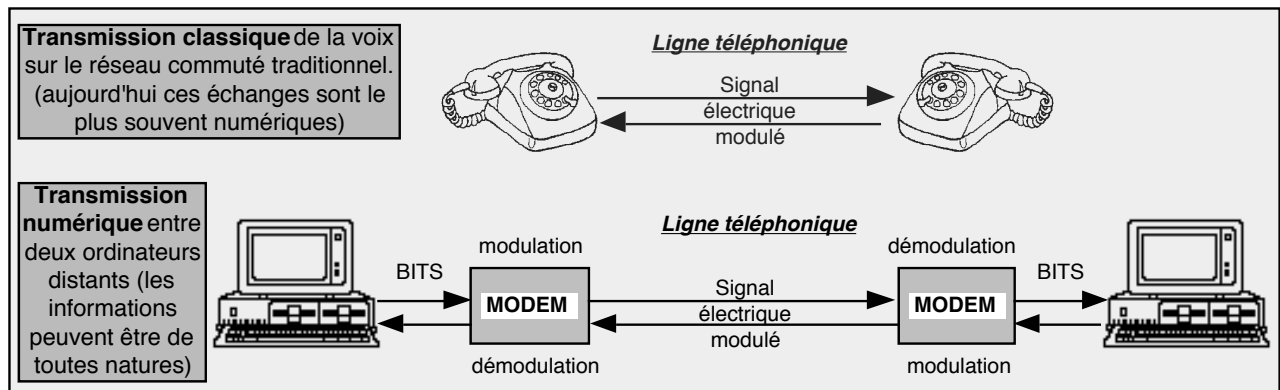 Transmission classique de la voix
sur le réseau commuté traditionnel.
(aujourd'hui ces échanges sont le
plus souvent numériques)
Ligne téléphonique
Signal
électrique
modulé
Transmission
numérique entre
deux ordinateurs
distants (les
informations
peuvent être de
toutes natures)
Ligne téléphonique
modulation
démodulation
BITS
BITS
MODEM
Signal
électrique
modulé
MODEM
démodulation
modulation